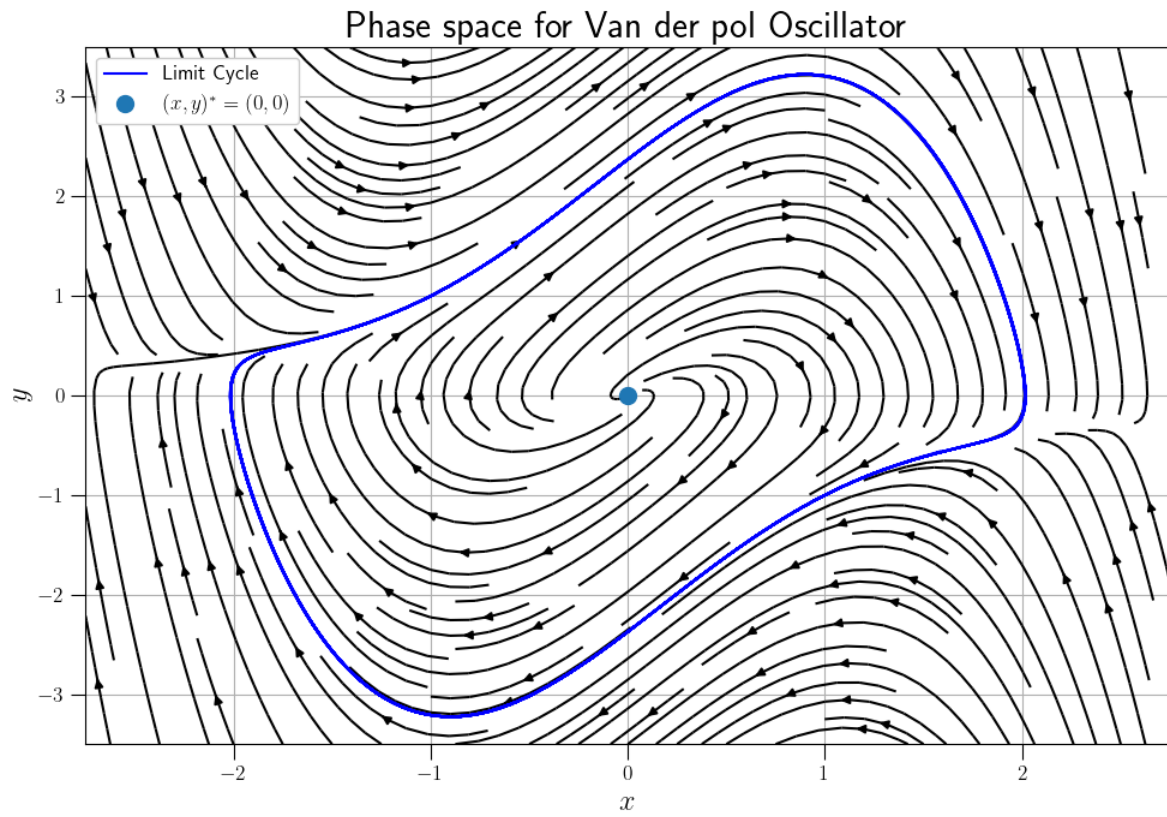 Phase space for Van der pol Oscillator
Limit Cycle
(x, y)* = (0, 0)
3
2
1
0
−1
−2
−3
y
−2 −1 0 1 2
x